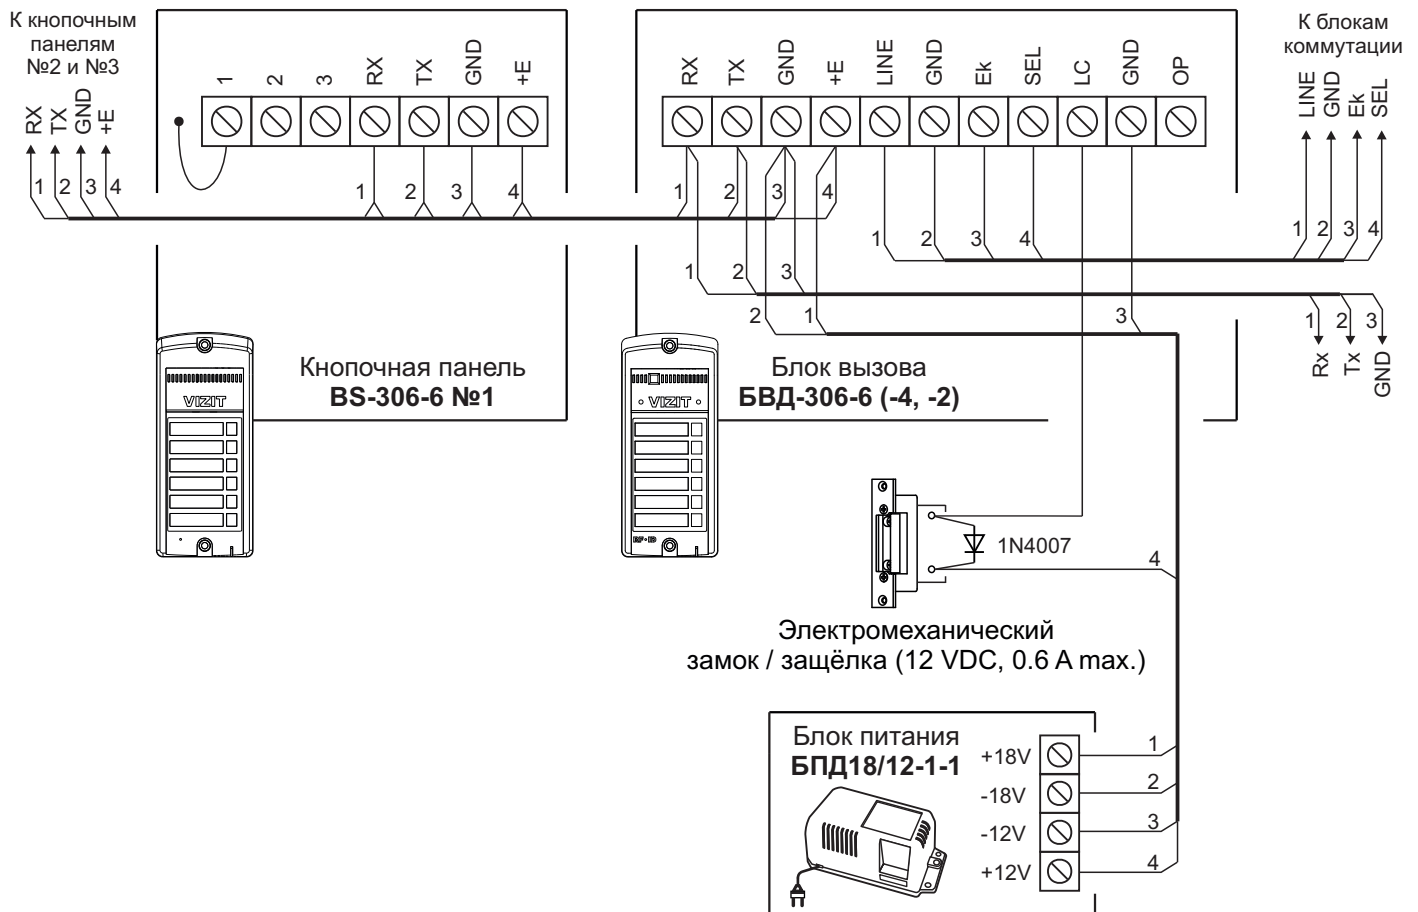 К кнопочным
панелям
№2 и №3
RX
TX
GND
+E
1
2
3
4
1
2
3
RX
TX
GND
+E
1
2
3
4
RX
TX
GND
+E
LINE
GND
Ek
SEL
LC
GND
OP
1
2
3
4
1
2
3
4
1
2
3
2
1
3
К блокам
коммутации
LINE
GND
Ek
SEL
1
2
3
4
1
2
3
Rx
Tx
GND
VIZIT
Кнопочная панель
BS-306-6 №1
VIZIT
RF·ID
Блок вызова
БВД-306-6 (-4, -2)
1N4007
4
Электромеханический
замок / защёлка (12 VDC, 0.6 A max.)
Блок питания
БПД18/12-1-1
+18V
1
-18V
2
-12V
3
+12V
4